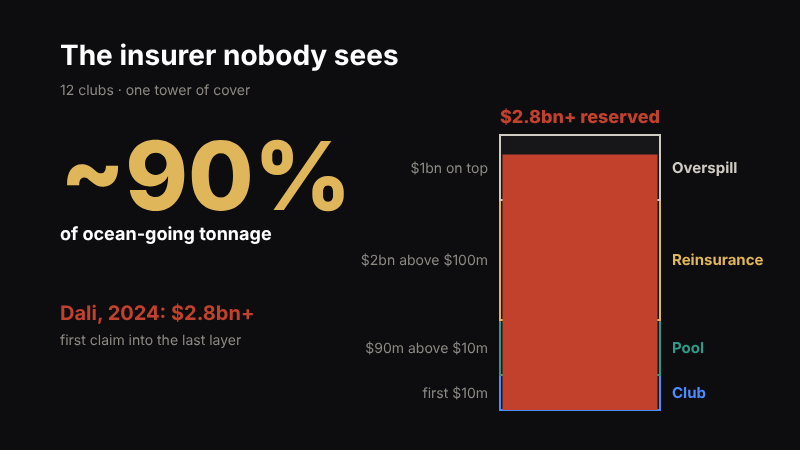 The insurer nobody sees
12 clubs · one tower of cover
~90%
of ocean-going tonnage
Dali, 2024: $2.8bn+
first claim into the last layer
$2.8bn+ reserved
$1bn on top
Overspill
$2bn above $100m
Reinsurance
$90m above $10m
Pool
first $10m
Club